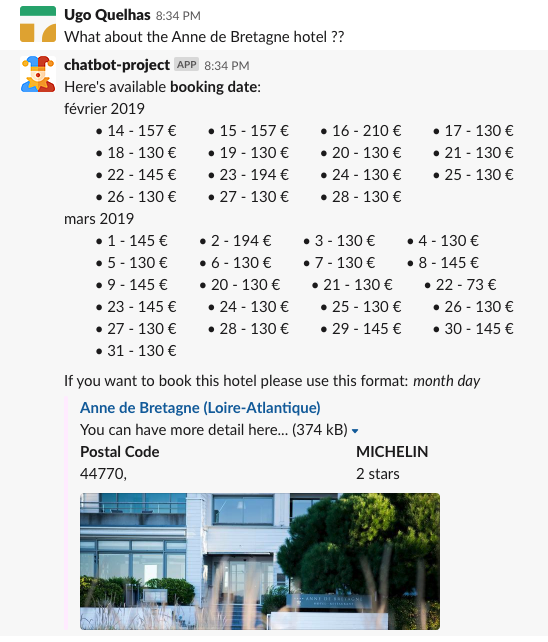 Ugo Quelhas 8:34 PM
What about the Anne de Bretagne hotel ??
chatbot-project APP 8:34 PM
Here's available booking date:
février 2019
• 14 - 157 € • 15 - 157 € • 16 - 210 € • 17 - 130 €
• 18 - 130 € • 19 - 130 € • 20 - 130 € • 21 - 130 €
• 22 - 145 € • 23 - 194 € • 24 - 130 € • 25 - 130 €
• 26 - 130 € • 27 - 130 € • 28 - 130 €
mars 2019
• 1 - 145 € • 2 - 194 € • 3 - 130 € • 4 - 130 €
• 5 - 130 € • 6 - 130 € • 7 - 130 € • 8 - 145 €
• 9 - 145 € • 20 - 130 € • 21 - 130 € • 22 - 73 €
• 23 - 145 € • 24 - 130 € • 25 - 130 € • 26 - 130 €
• 27 - 130 € • 28 - 130 € • 29 - 145 € • 30 - 145 €
• 31 - 130 €
If you want to book this hotel please use this format: month day
Anne de Bretagne (Loire-Atlantique)
You can have more detail here... (374 kB)
Postal Code MICHELIN
44770, 2 stars
ANNE DE BRETAGNE